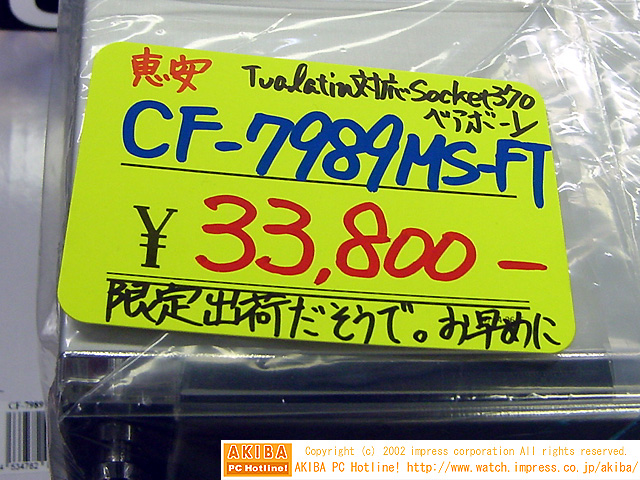 恵安 Tualatin対応Socket370
ベアボーン
CF-7989MS-FT
¥33,800-
限定出荷だそうで。お早めに
CF-7989
AKIBA
PC Hotline!
Copyright (c) 2002 impress corporation All rights reserved.
AKIBA PC Hotline! http://www.watch.impress.co.jp/akiba/